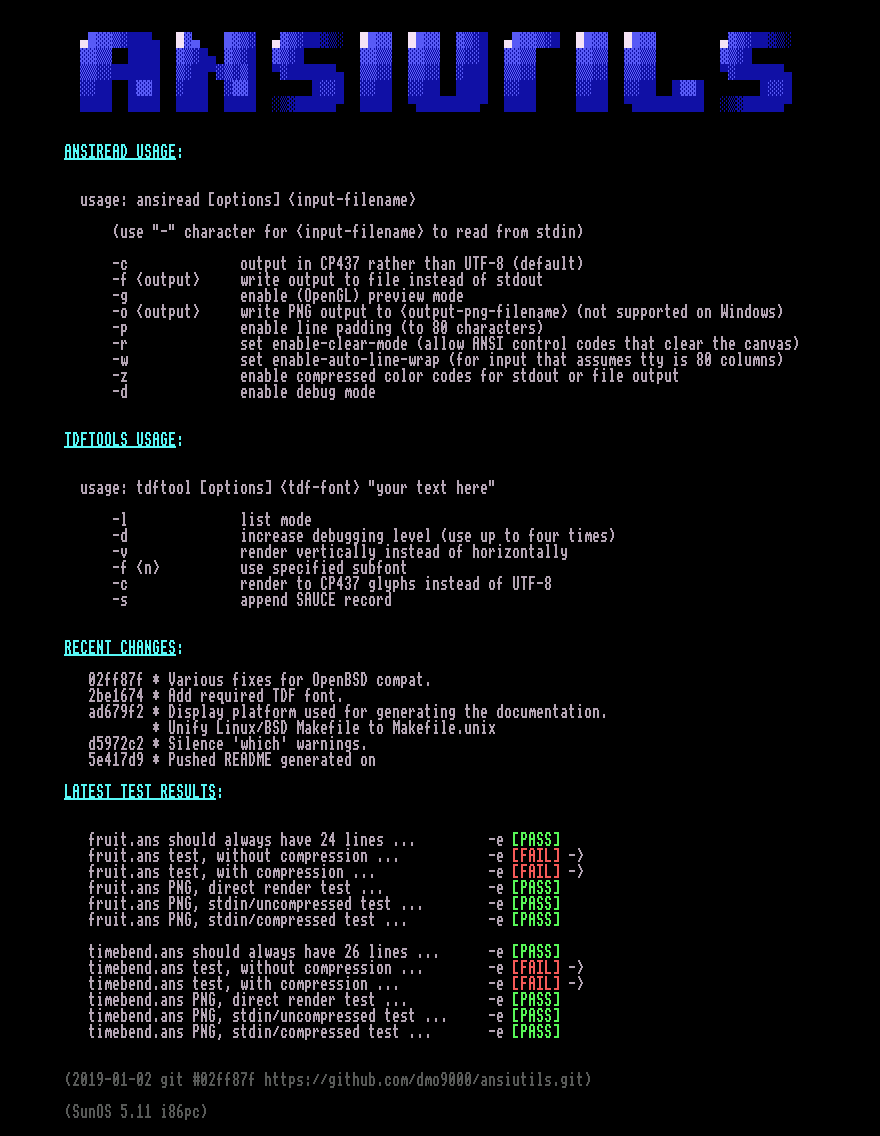 ANSIUTILS
ANSIREAD USAGE:
usage: ansiread [options] <input-filename>
(use "-" character for <input-filename> to read from stdin)
-c output in CP437 rather than UTF-8 (default)
-f <output> write output to file instead of stdout
-g enable (OpenGL) preview mode
-o <output> write PNG output to <output-png-filename> (not supported on Windows)
-p enable line padding (to 80 characters)
-r set enable-clear-mode (allow ANSI control codes that clear the canvas)
-w set enable-auto-line-wrap (for input that assumes tty is 80 columns)
-z enable compressed color codes for stdout or file output
-d enable debug mode
TDFTOOLS USAGE:
usage: tdftool [options] <tdf-font> "your text here"
-l list mode
-d increase debugging level (use up to four times)
-v render vertically instead of horizontally
-f <n> use specified subfont
-c render to CP437 glyphs instead of UTF-8
-s append SAUCE record
RECENT CHANGES:
02ff87f * Various fixes for OpenBSD compat.
2be1674 * Add required TDF font.
ad679f2 * Display platform used for generating the documentation.
* Unify Linux/BSD Makefile to Makefile.unix
d5972c2 * Silence 'which' warnings.
5e417d9 * Pushed README generated on
LATEST TEST RESULTS:
fruit.ans should always have 24 lines ... -e [PASS]
fruit.ans test, without compression ... -e [FAIL] ->
fruit.ans test, with compression ... -e [FAIL] ->
fruit.ans PNG, direct render test ... -e [PASS]
fruit.ans PNG, stdin/uncompressed test ... -e [PASS]
fruit.ans PNG, stdin/compressed test ... -e [PASS]
timebend.ans should always have 26 lines ... -e [PASS]
timebend.ans test, without compression ... -e [FAIL] ->
timebend.ans test, with compression ... -e [FAIL] ->
timebend.ans PNG, direct render test ... -e [PASS]
timebend.ans PNG, stdin/uncompressed test ... -e [PASS]
timebend.ans PNG, stdin/compressed test ... -e [PASS]
(2019-01-02 git #02ff87f https://github.com/dmo9000/ansiutils.git)
(SunOS 5.11 i86pc)